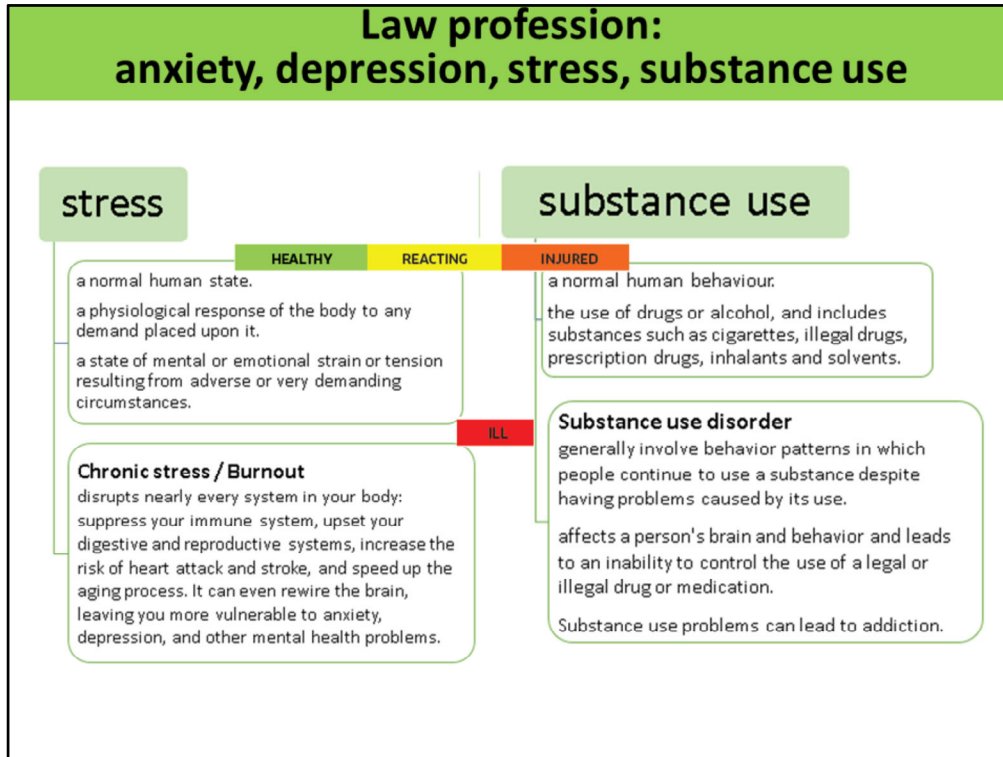 Law profession:
anxiety, depression, stress, substance use
stress
substance use
HEALTHY
REACTING
INJURED
a normal human state.
a physiological response of the body to any
demand placed upon it.
a state of mental or emotional strain or tension
resulting from adverse or very demanding
circumstances.
a normal human behaviour.
the use of drugs or alcohol, and includes
substances such as cigarettes, illegal drugs,
prescription drugs, inhalants and solvents.
ILL
Chronic stress / Burnout
disrupts nearly every system in your body:
suppress your immune system, upset your
digestive and reproductive systems, increase the
risk of heart attack and stroke, and speed up the
aging process. It can even rewire the brain,
leaving you more vulnerable to anxiety,
depression, and other mental health problems.
Substance use disorder
generally involve behavior patterns in which
people continue to use a substance despite
having problems caused by its use.
affects a person's brain and behavior and leads
to an inability to control the use of a legal or
illegal drug or medication.
Substance use problems can lead to addiction.